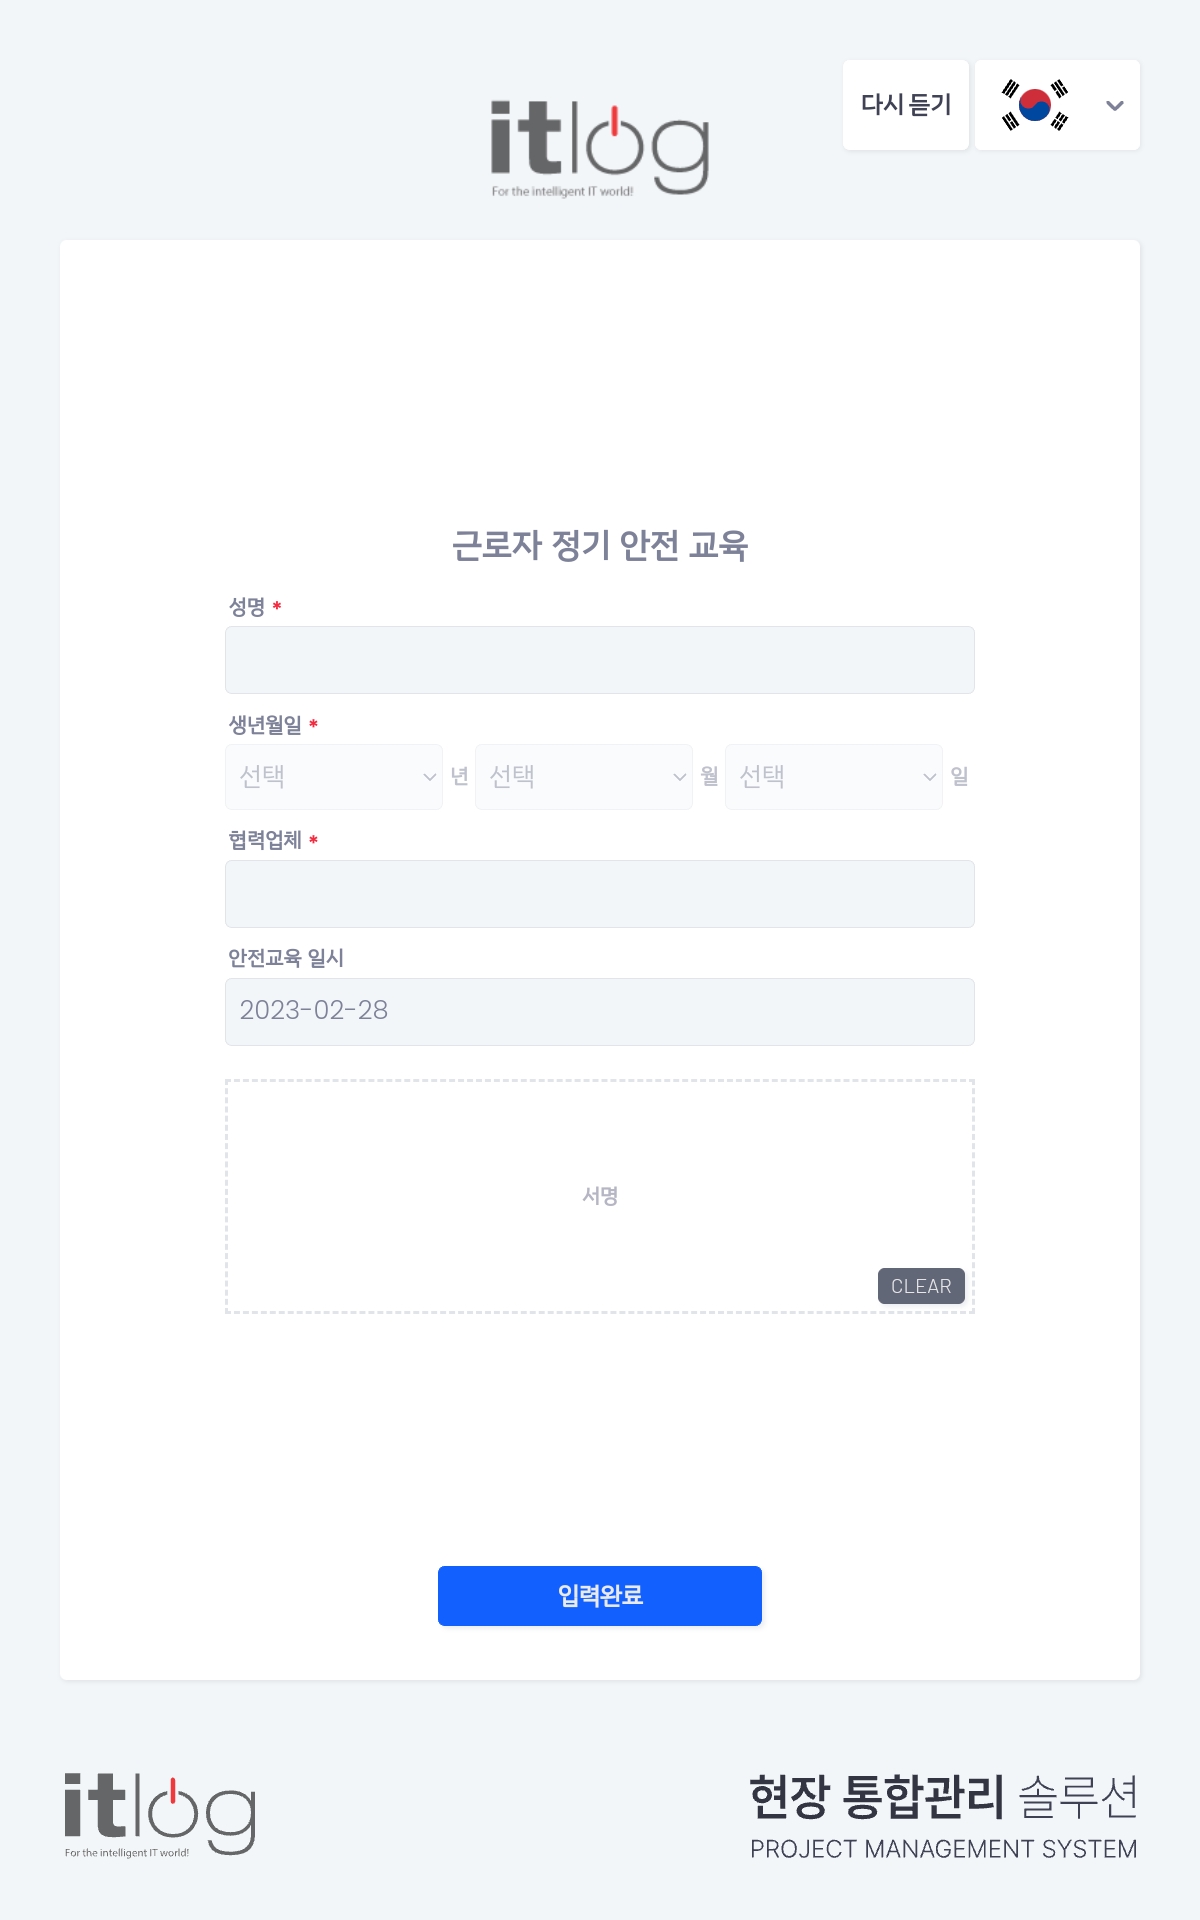 다시 듣기
itlog
For the intelligent IT world!
근로자 정기 안전 교육
성명 *
생년월일 *
선택 년 선택 월 선택 일
협력업체 *
안전교육 일시
2023-02-28
서명
CLEAR
입력완료
itlog
For the intelligent IT world!
현장 통합관리 솔루션
PROJECT MANAGEMENT SYSTEM